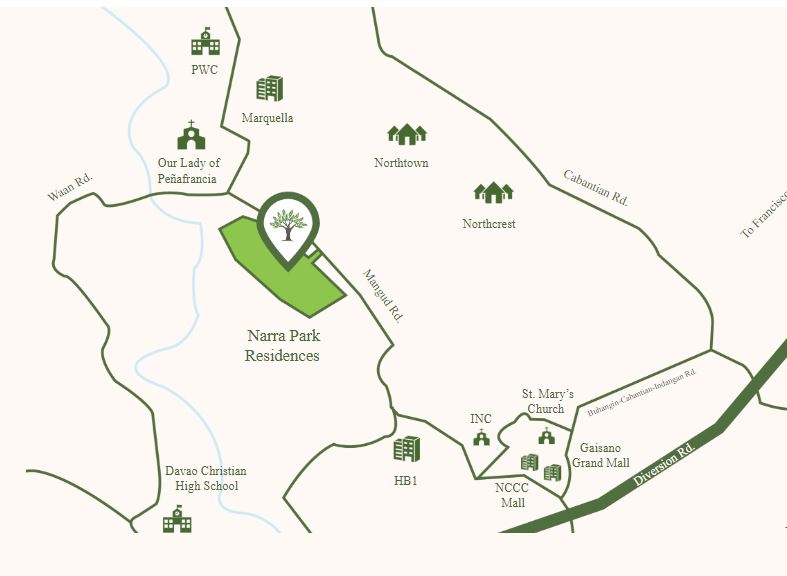 PWC
Marquella
Our Lady of
Peñafrancia
Northtown
Waan Rd.
Cabantian Rd.
Northcrest
To Francisco
Mangud Rd.
Narra Park
Residences
Buhangin-Cabantian-Indangan Rd.
St. Mary's
Church
INC
Gaisano
Grand Mall
Diversion Rd.
Davao Christian
High School
HB1
NCCC
Mall